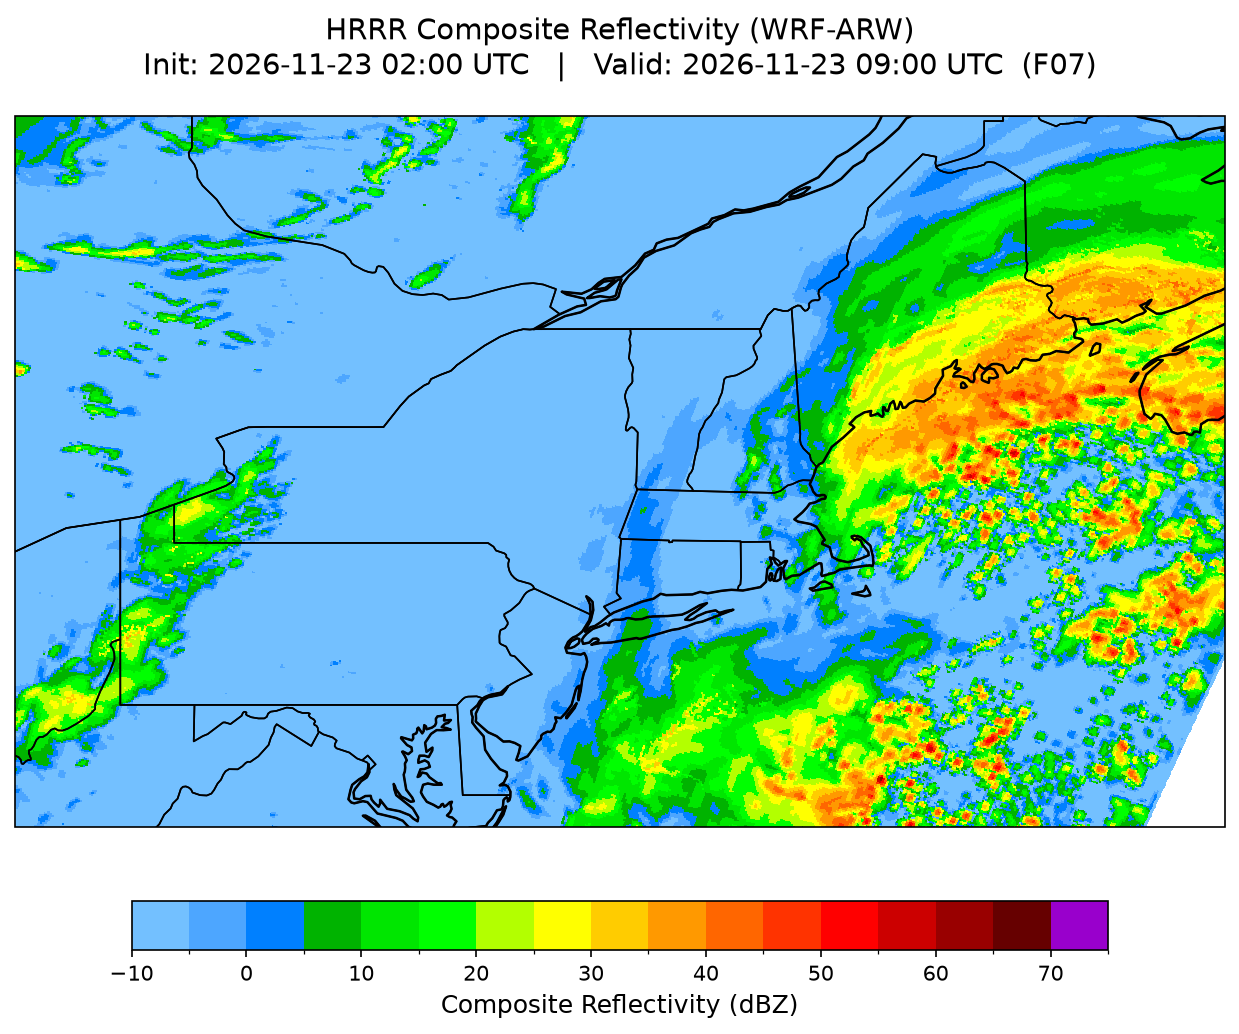 HRRR Composite Reflectivity (WRF-ARW)
Init: 2026-11-23 02:00 UTC   |   Valid: 2026-11-23 09:00 UTC  (F07)
−10 0 10 20 30 40 50 60 70
Composite Reflectivity (dBZ)